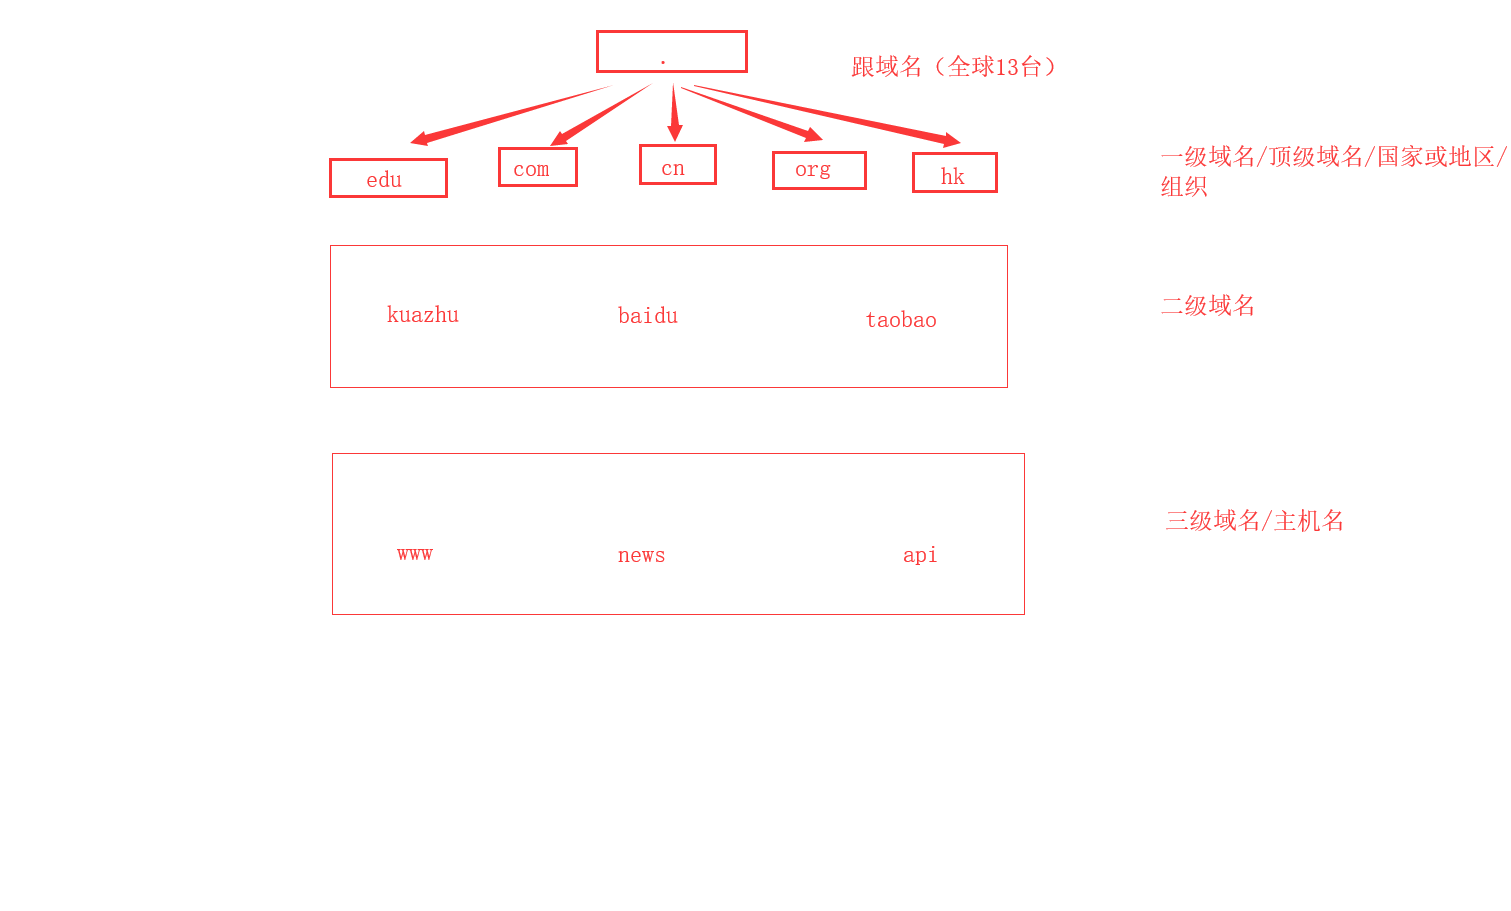 .
跟域名（全球13台）
edu
com
cn
org
hk
一级域名/顶级域名/国家或地区/
组织
kuazhu
baidu
taobao
二级域名
www
news
api
三级域名/主机名